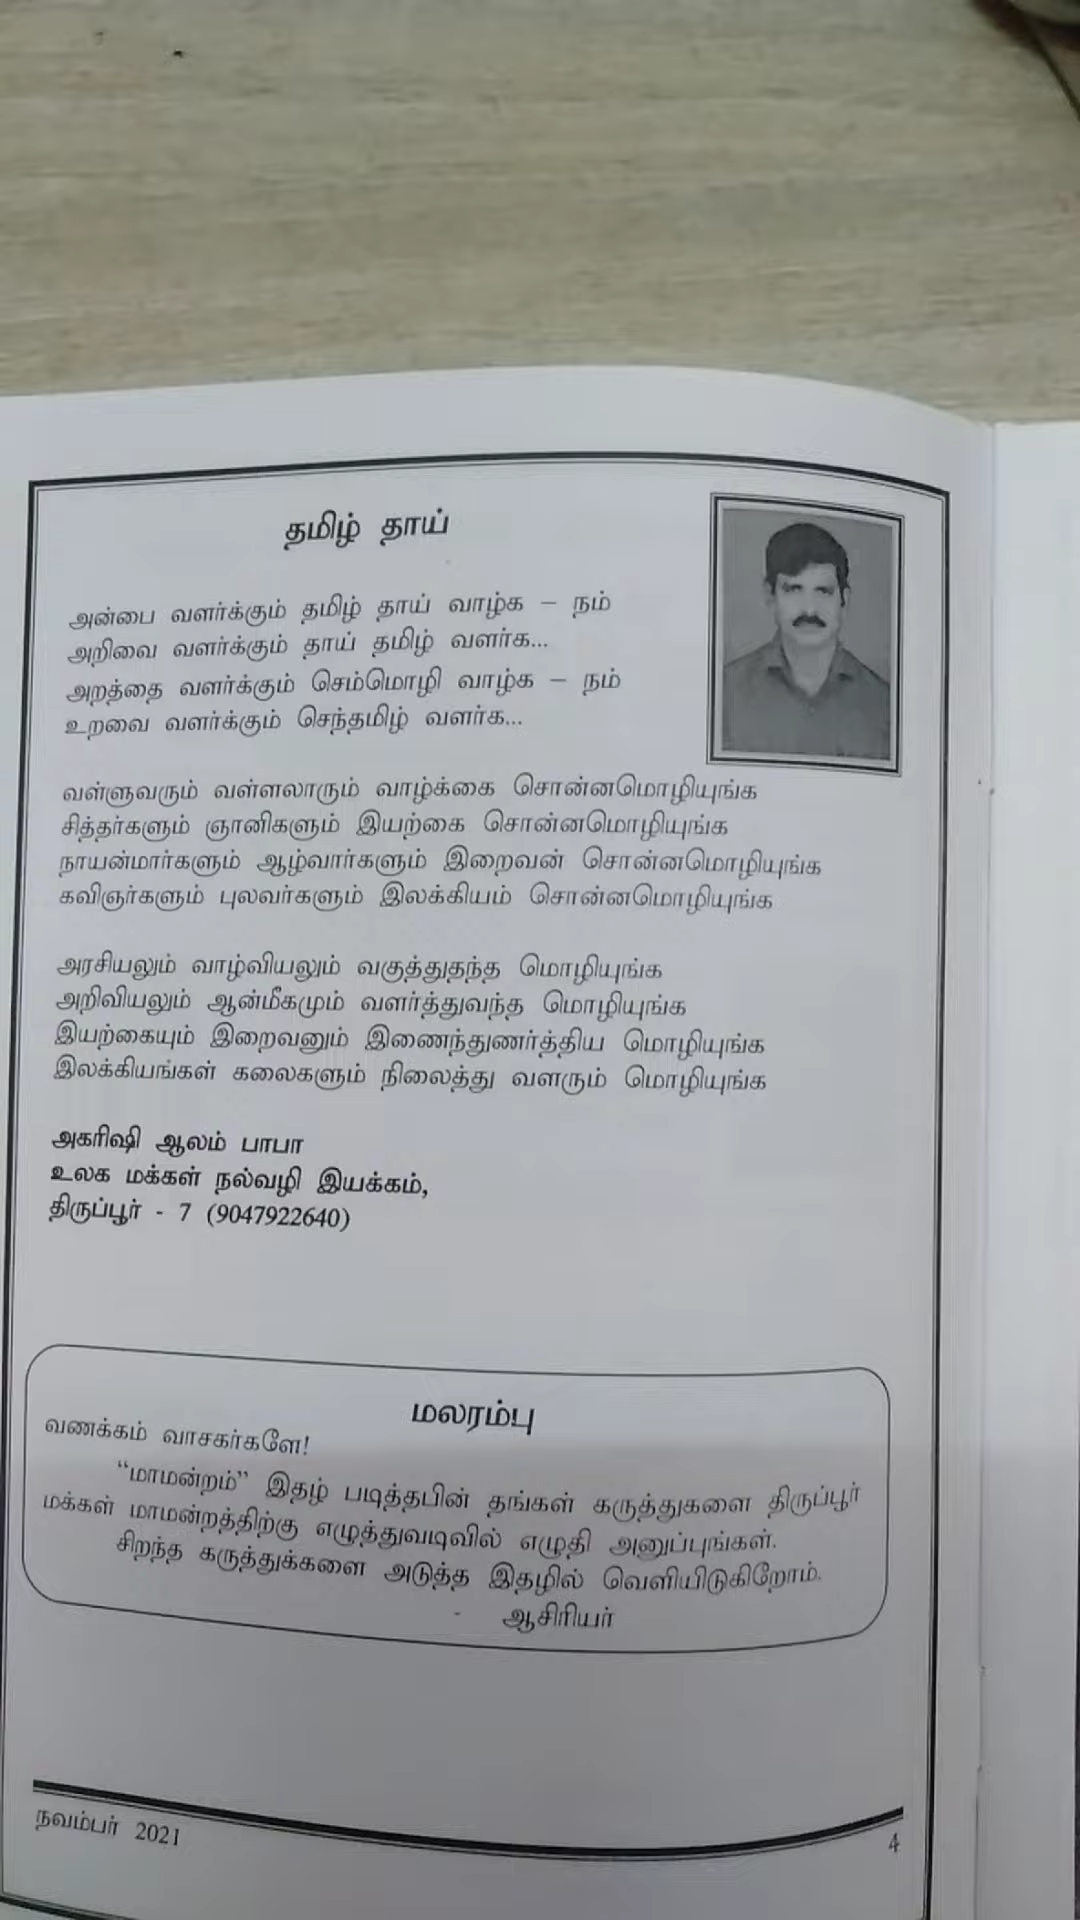 தமிழ் தாய்
அன்பை வளர்க்கும் தமிழ் தாய் வாழ்க – நம்
அறிவை வளர்க்கும் தாய் தமிழ் வளர்க...
அறத்தை வளர்க்கும் செம்மொழி வாழ்க – நம்
உறவை வளர்க்கும் செந்தமிழ் வளர்க...
வள்ளுவரும் வள்ளலாரும் வாழ்க்கை சொன்னமொழியுங்க
சித்தர்களும் ஞானிகளும் இயற்கை சொன்னமொழியுங்க
நாயன்மார்களும் ஆழ்வார்களும் இறைவன் சொன்னமொழியுங்க
கவிஞர்களும் புலவர்களும் இலக்கியம் சொன்னமொழியுங்க
அரசியலும் வாழ்வியலும் வகுத்துதந்த மொழியுங்க
அறிவியலும் ஆன்மீகமும் வளர்த்துவந்த மொழியுங்க
இயற்கையும் இறைவனும் இணைந்துணர்த்திய மொழியுங்க
இலக்கியங்கள் கலைகளும் நிலைத்து வளரும் மொழியுங்க
அகரிஷி ஆலம் பாபா
உலக மக்கள் நல்வழி இயக்கம்,
திருப்பூர் - 7 (9047922640)
மலரம்பு
வணக்கம் வாசகர்களே!
“மாமன்றம்” இதழ் படித்தபின் தங்கள் கருத்துகளை திருப்பூர்
மக்கள் மாமன்றத்திற்கு எழுத்துவடிவில் எழுதி அனுப்புங்கள்.
சிறந்த கருத்துக்களை அடுத்த இதழில் வெளியிடுகிறோம்.
- ஆசிரியர்
நவம்பர் 2021
4